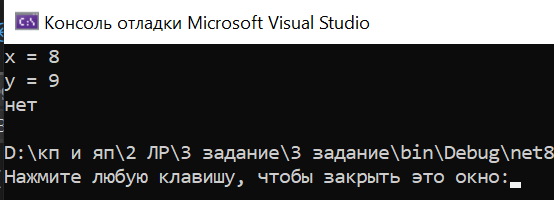 Консоль отладки Microsoft Visual Studio
x = 8
y = 9
нет
D:\кп и яп\2 ЛР\3 задание\3 задание\bin\Debug\net8
Нажмите любую клавишу, чтобы закрыть это окно: